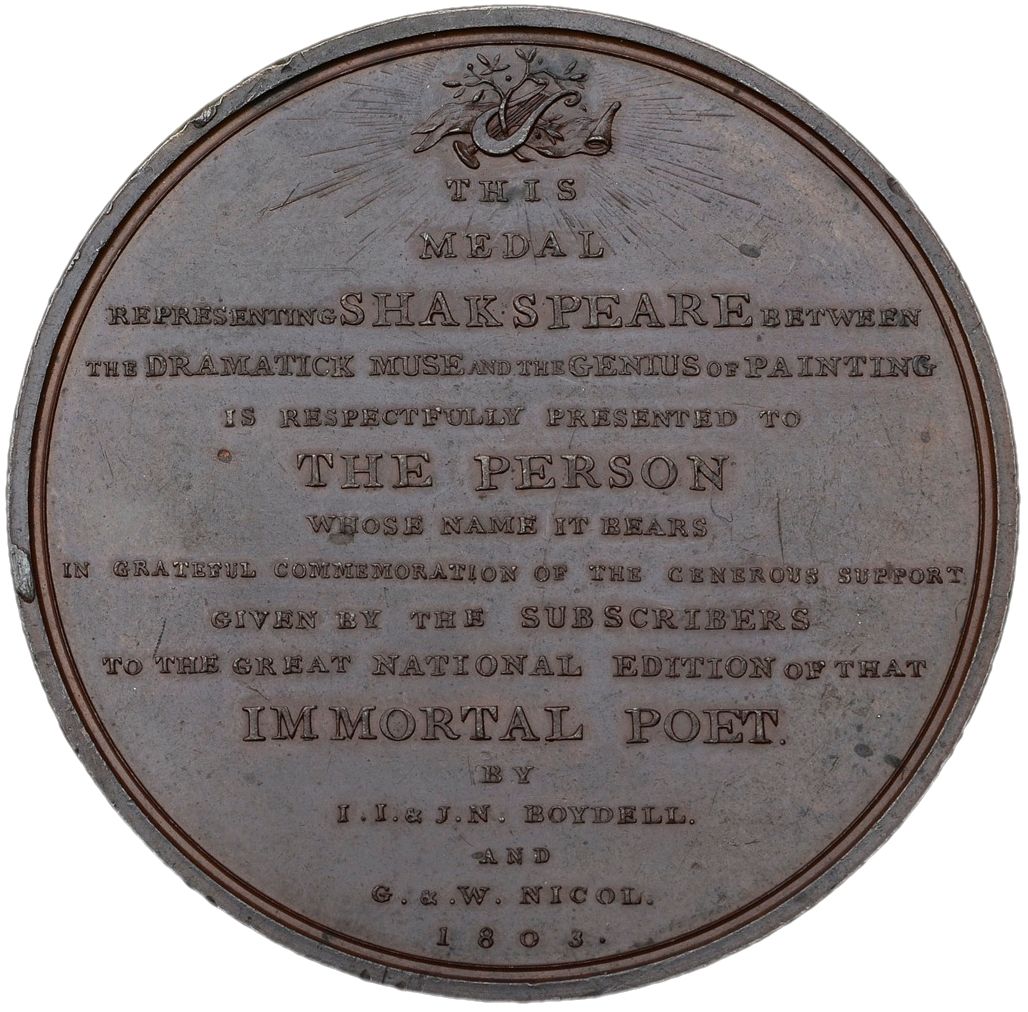 THIS
MEDAL
REPRESENTING SHAKSPEARE BETWEEN
THE DRAMATICK MUSE AND THE GENIUS OF PAINTING
IS RESPECTFULLY PRESENTED TO
THE PERSON
WHOSE NAME IT BEARS
IN GRATEFUL COMMEMORATION OF THE GENEROUS SUPPORT
GIVEN BY THE SUBSCRIBERS
TO THE GREAT NATIONAL EDITION OF THAT
IMMORTAL POET.
BY
I.I.& J.N. BOYDELL.
AND
G. & .W. NICOL.
1803.